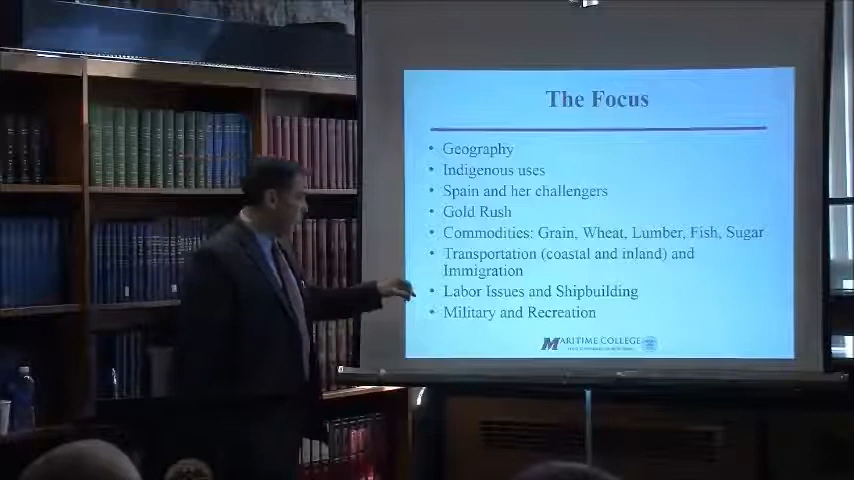 The Focus
• Geography
• Indigenous uses
• Spain and her challengers
• Gold Rush
• Commodities: Grain, Wheat, Lumber, Fish, Sugar
• Transportation (coastal and inland) and
Immigration
• Labor Issues and Shipbuilding
• Military and Recreation
MARITIME COLLEGE